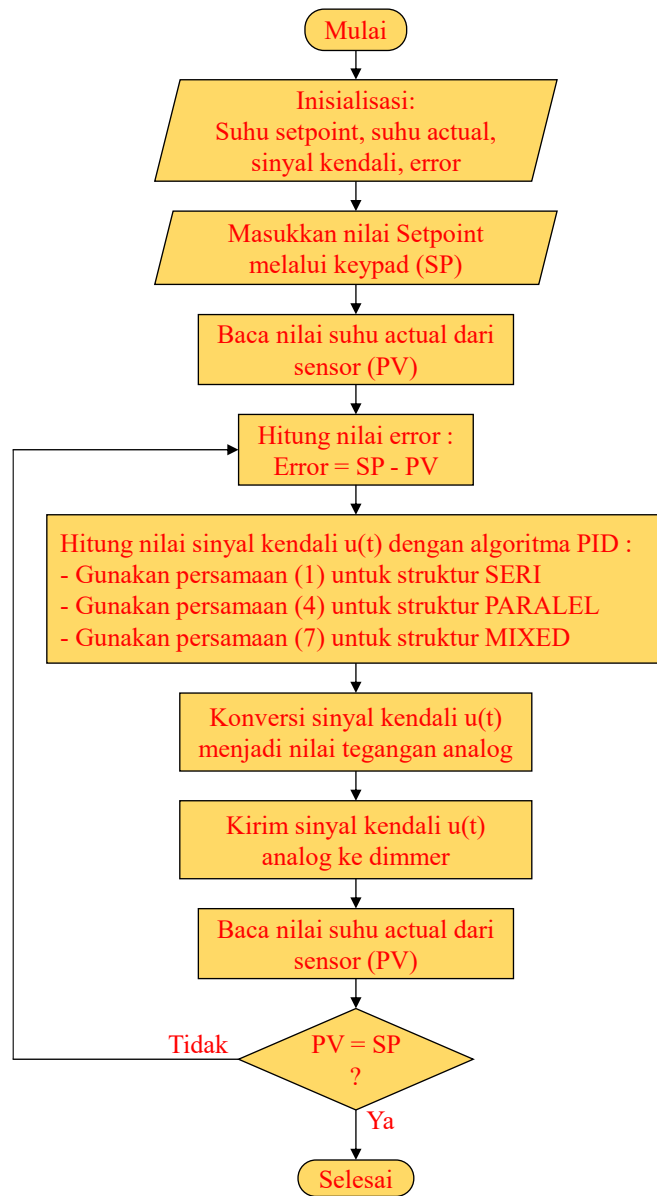 Mulai
Inisialisasi:
Suhu setpoint, suhu actual,
sinyal kendali, error
Masukkan nilai Setpoint
melalui keypad (SP)
Baca nilai suhu actual dari
sensor (PV)
Hitung nilai error :
Error = SP - PV
Hitung nilai sinyal kendali u(t) dengan algoritma PID :
- Gunakan persamaan (1) untuk struktur SERI
- Gunakan persamaan (4) untuk struktur PARALEL
- Gunakan persamaan (7) untuk struktur MIXED
Konversi sinyal kendali u(t)
menjadi nilai tegangan analog
Kirim sinyal kendali u(t)
analog ke dimmer
Baca nilai suhu actual dari
sensor (PV)
Tidak
PV = SP
?
Ya
Selesai